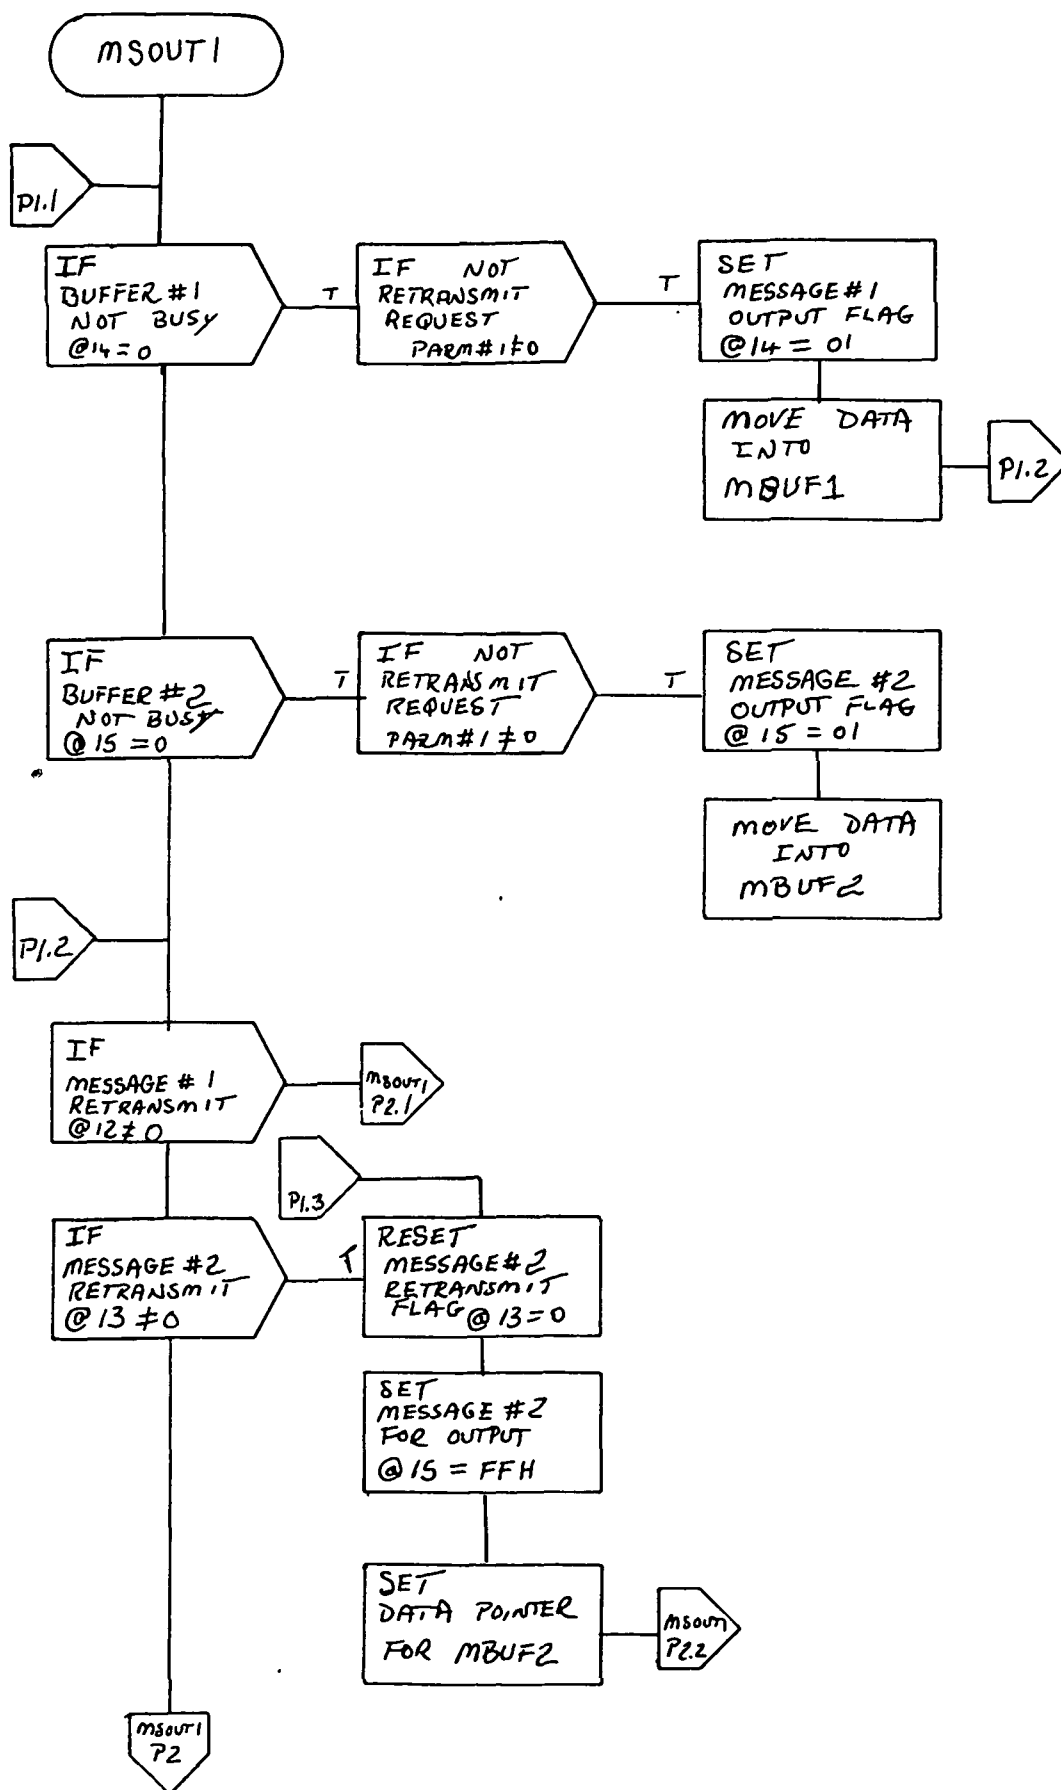 MSOUT1
P1.1
IF
BUFFER #1
NOT BUSY
@14=0
T
IF NOT
RETRANSMIT
REQUEST
PARM#1≠0
T
SET
MESSAGE#1
OUTPUT FLAG
@14 = 01
MOVE DATA
INTO
MBUF1
P1.2
IF
BUFFER #2
NOT BUSY
@ 15 = 0
T
IF NOT
RETRANSMIT
REQUEST
PARM#1≠0
T
SET
MESSAGE #2
OUTPUT FLAG
@ 15 = 01
MOVE DATA
INTO
MBUF2
P1.2
IF
MESSAGE # 1
RETRANSMIT
@12≠0
MSOUT1
P2.1
P1.3
IF
MESSAGE #2
RETRANSMIT
@ 13 ≠0
T
RESET
MESSAGE#2
RETRANSMIT
FLAG @ 13=0
SET
MESSAGE #2
FOR OUTPUT
@ 15 = FFH
SET
DATA POINTER
FOR MBUF2
MSOUT1
P2.2
MSOUT1
P2